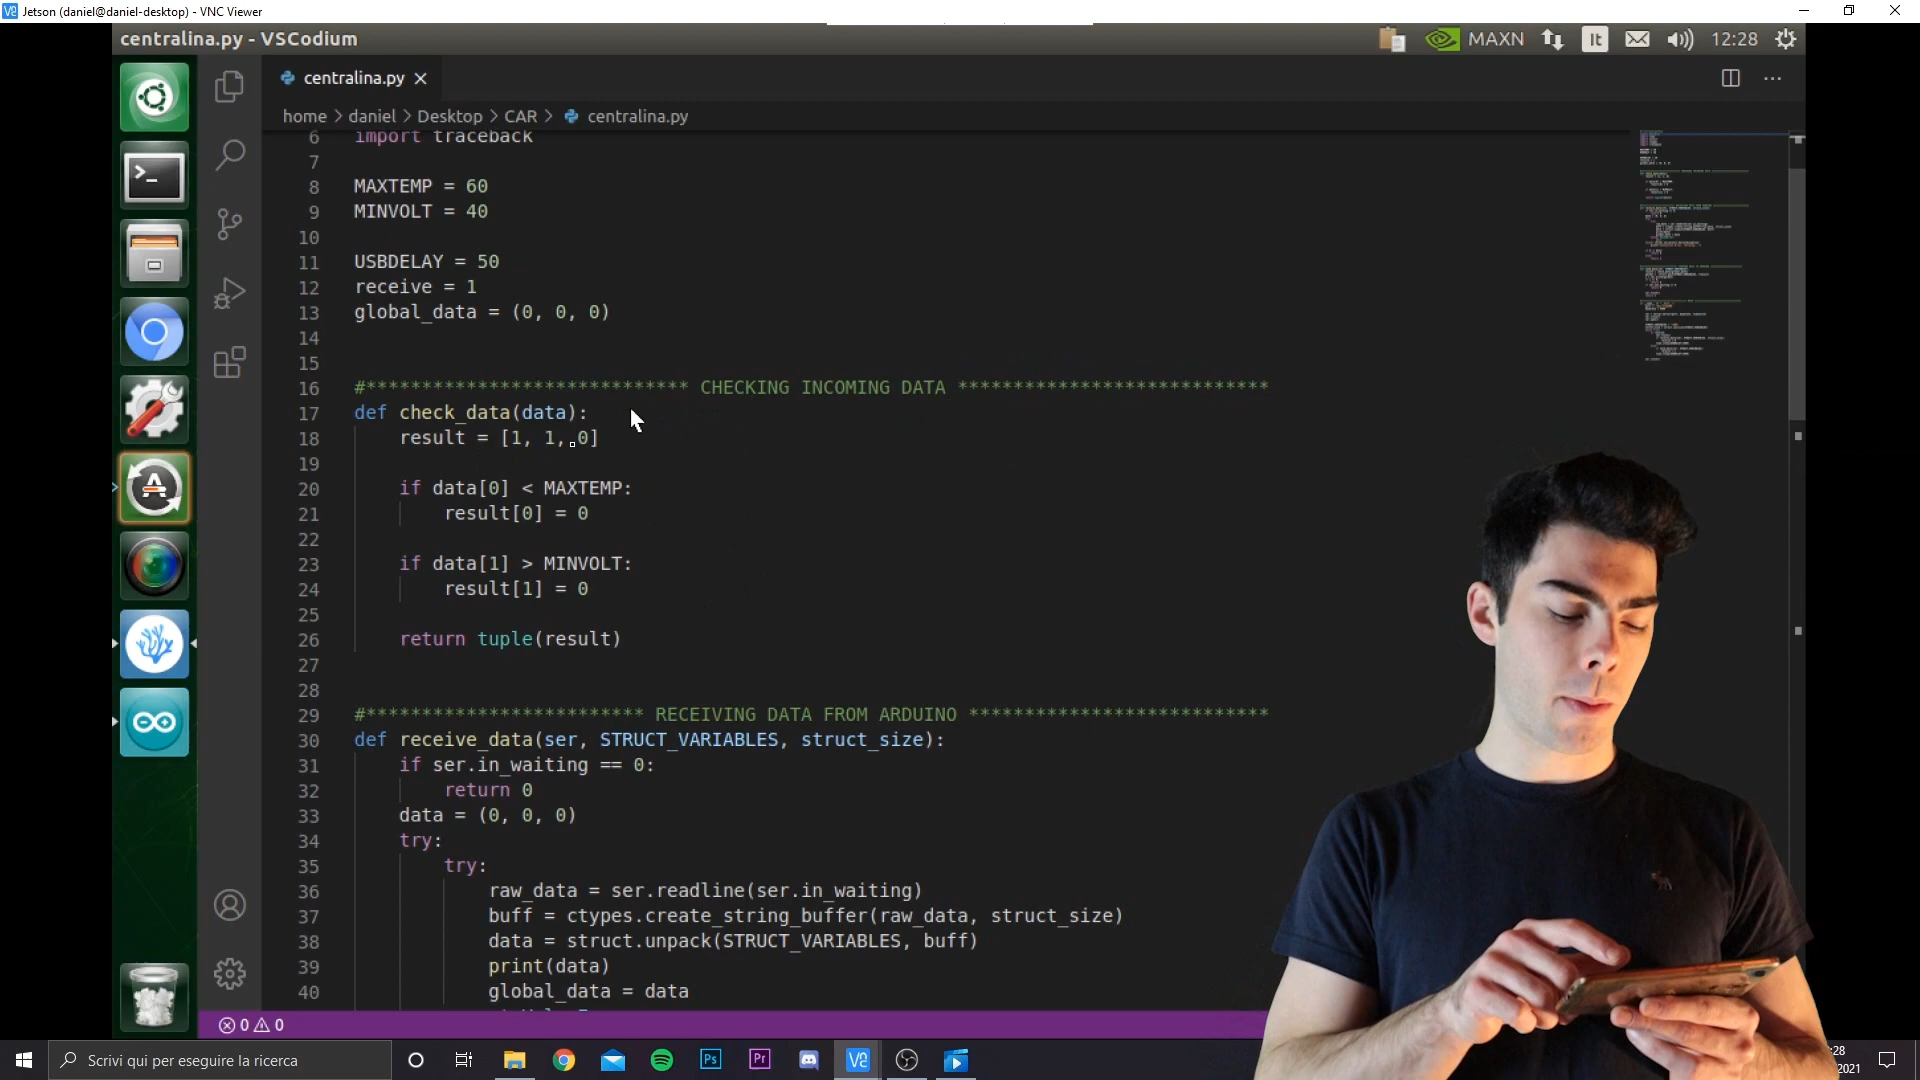 Jetson (daniel@daniel-desktop) - VNC Viewer
centralina.py - VSCodium
MAXN
It
12:28
centralina.py
home > daniel > Desktop > CAR > centralina.py
6 import traceback
7
8 MAXTEMP = 60
9 MINVOLT = 40
10
11 USBDELAY = 50
12 receive = 1
13 global_data = (0, 0, 0)
14
15
16 #***************************** CHECKING INCOMING DATA ****************************
17 def check_data(data):
18 result = [1, 1, 0]
19
20 if data[0] < MAXTEMP:
21 result[0] = 0
22
23 if data[1] > MINVOLT:
24 result[1] = 0
25
26 return tuple(result)
27
28
29 #************************* RECEIVING DATA FROM ARDUINO ***************************
30 def receive_data(ser, STRUCT_VARIABLES, struct_size):
31 if ser.in_waiting == 0:
32 return 0
33 data = (0, 0, 0)
34 try:
35 try:
36 raw_data = ser.readline(ser.in_waiting)
37 buff = ctypes.create_string_buffer(raw_data, struct_size)
38 data = struct.unpack(STRUCT_VARIABLES, buff)
39 print(data)
40 global_data = data
0 0
Scrivi qui per eseguire la ricerca
Ps
Pr
:28
2021